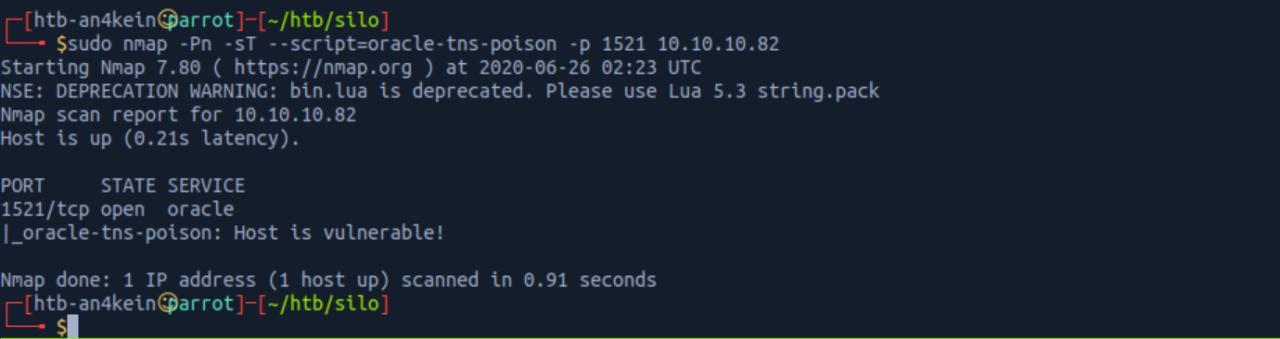 [htb-an4kein☺parrot]─[~/htb/silo]
$sudo nmap -Pn -sT --script=oracle-tns-poison -p 1521 10.10.10.82
Starting Nmap 7.80 ( https://nmap.org ) at 2020-06-26 02:23 UTC
NSE: DEPRECATION WARNING: bin.lua is deprecated. Please use Lua 5.3 string.pack
Nmap scan report for 10.10.10.82
Host is up (0.21s latency).
PORT     STATE SERVICE
1521/tcp open  oracle
|_oracle-tns-poison: Host is vulnerable!
Nmap done: 1 IP address (1 host up) scanned in 0.91 seconds
[htb-an4kein☺parrot]─[~/htb/silo]
$